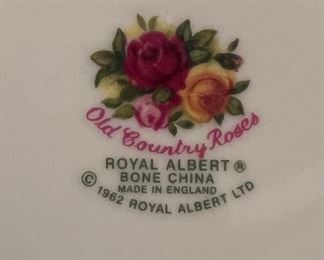 Old Country Roses
ROYAL ALBERT ®
BONE CHINA
MADE IN ENGLAND
© 1962 ROYAL ALBERT LTD